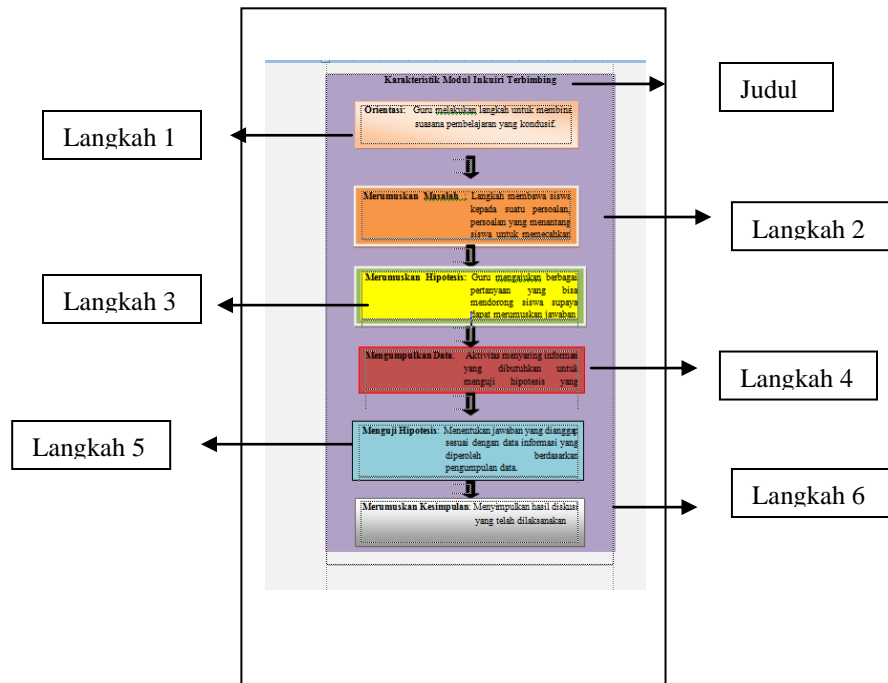 Karakteristik Modul Inkuiri Terbimbing
Judul
Orientasi: Guru melakukan langkah untuk membina
suasana pembelajaran yang kondusif.
Langkah 1
Merumuskan Masalah : Langkah membawa siswa
kepada suatu persoalan,
persoalan yang menantang
siswa untuk memecahkan
Langkah 2
Merumuskan Hipotesis: Guru mengajukan berbagai
pertanyaan yang bisa
mendorong siswa supaya
dapat merumuskan jawaban,
Langkah 3
Mengumpulkan Data: Aktivitas menyaring informasi
yang dibutuhkan untuk
menguji hipotesis yang
Langkah 4
Menguji Hipotesis: Menentukan jawaban yang dianggap
sesuai dengan data informasi yang
diperoleh berdasarkan
pengumpulan data.
Langkah 5
Merumuskan Kesimpulan: Menyimpulkan hasil diskusi
yang telah dilaksanakan
Langkah 6